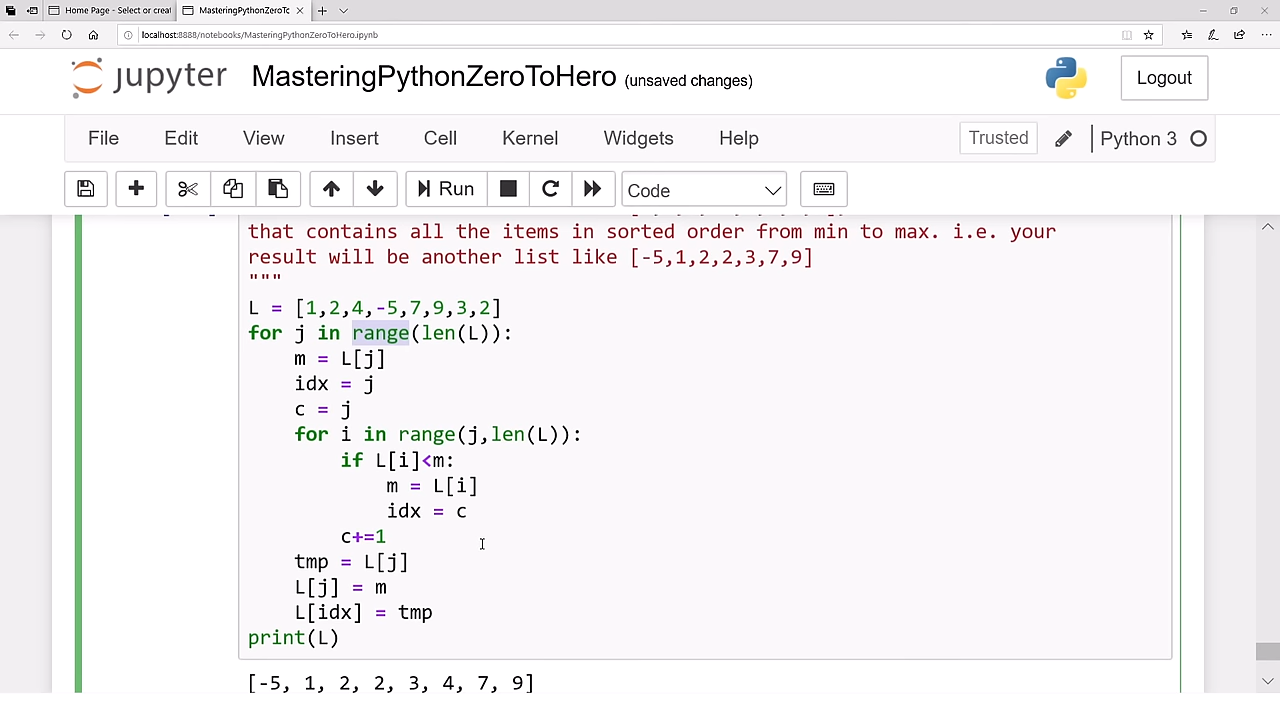 Home Page - Select or creat
MasteringPythonZeroToHe
localhost:8888/notebooks/MasteringPythonZeroToHero.ipynb
jupyter MasteringPythonZeroToHero (unsaved changes)
Logout
File Edit View Insert Cell Kernel Widgets Help
Trusted Python 3
Run Code
that contains all the items in sorted order from min to max. i.e. your
result will be another list like [-5,1,2,2,3,7,9]
"""
L = [1,2,4,-5,7,9,3,2]
for j in range(len(L)):
    m = L[j]
    idx = j
    c = j
    for i in range(j,len(L)):
        if L[i]<m:
            m = L[i]
            idx = c
        c+=1
    tmp = L[j]
    L[j] = m
    L[idx] = tmp
print(L)
[-5, 1, 2, 2, 3, 4, 7, 9]